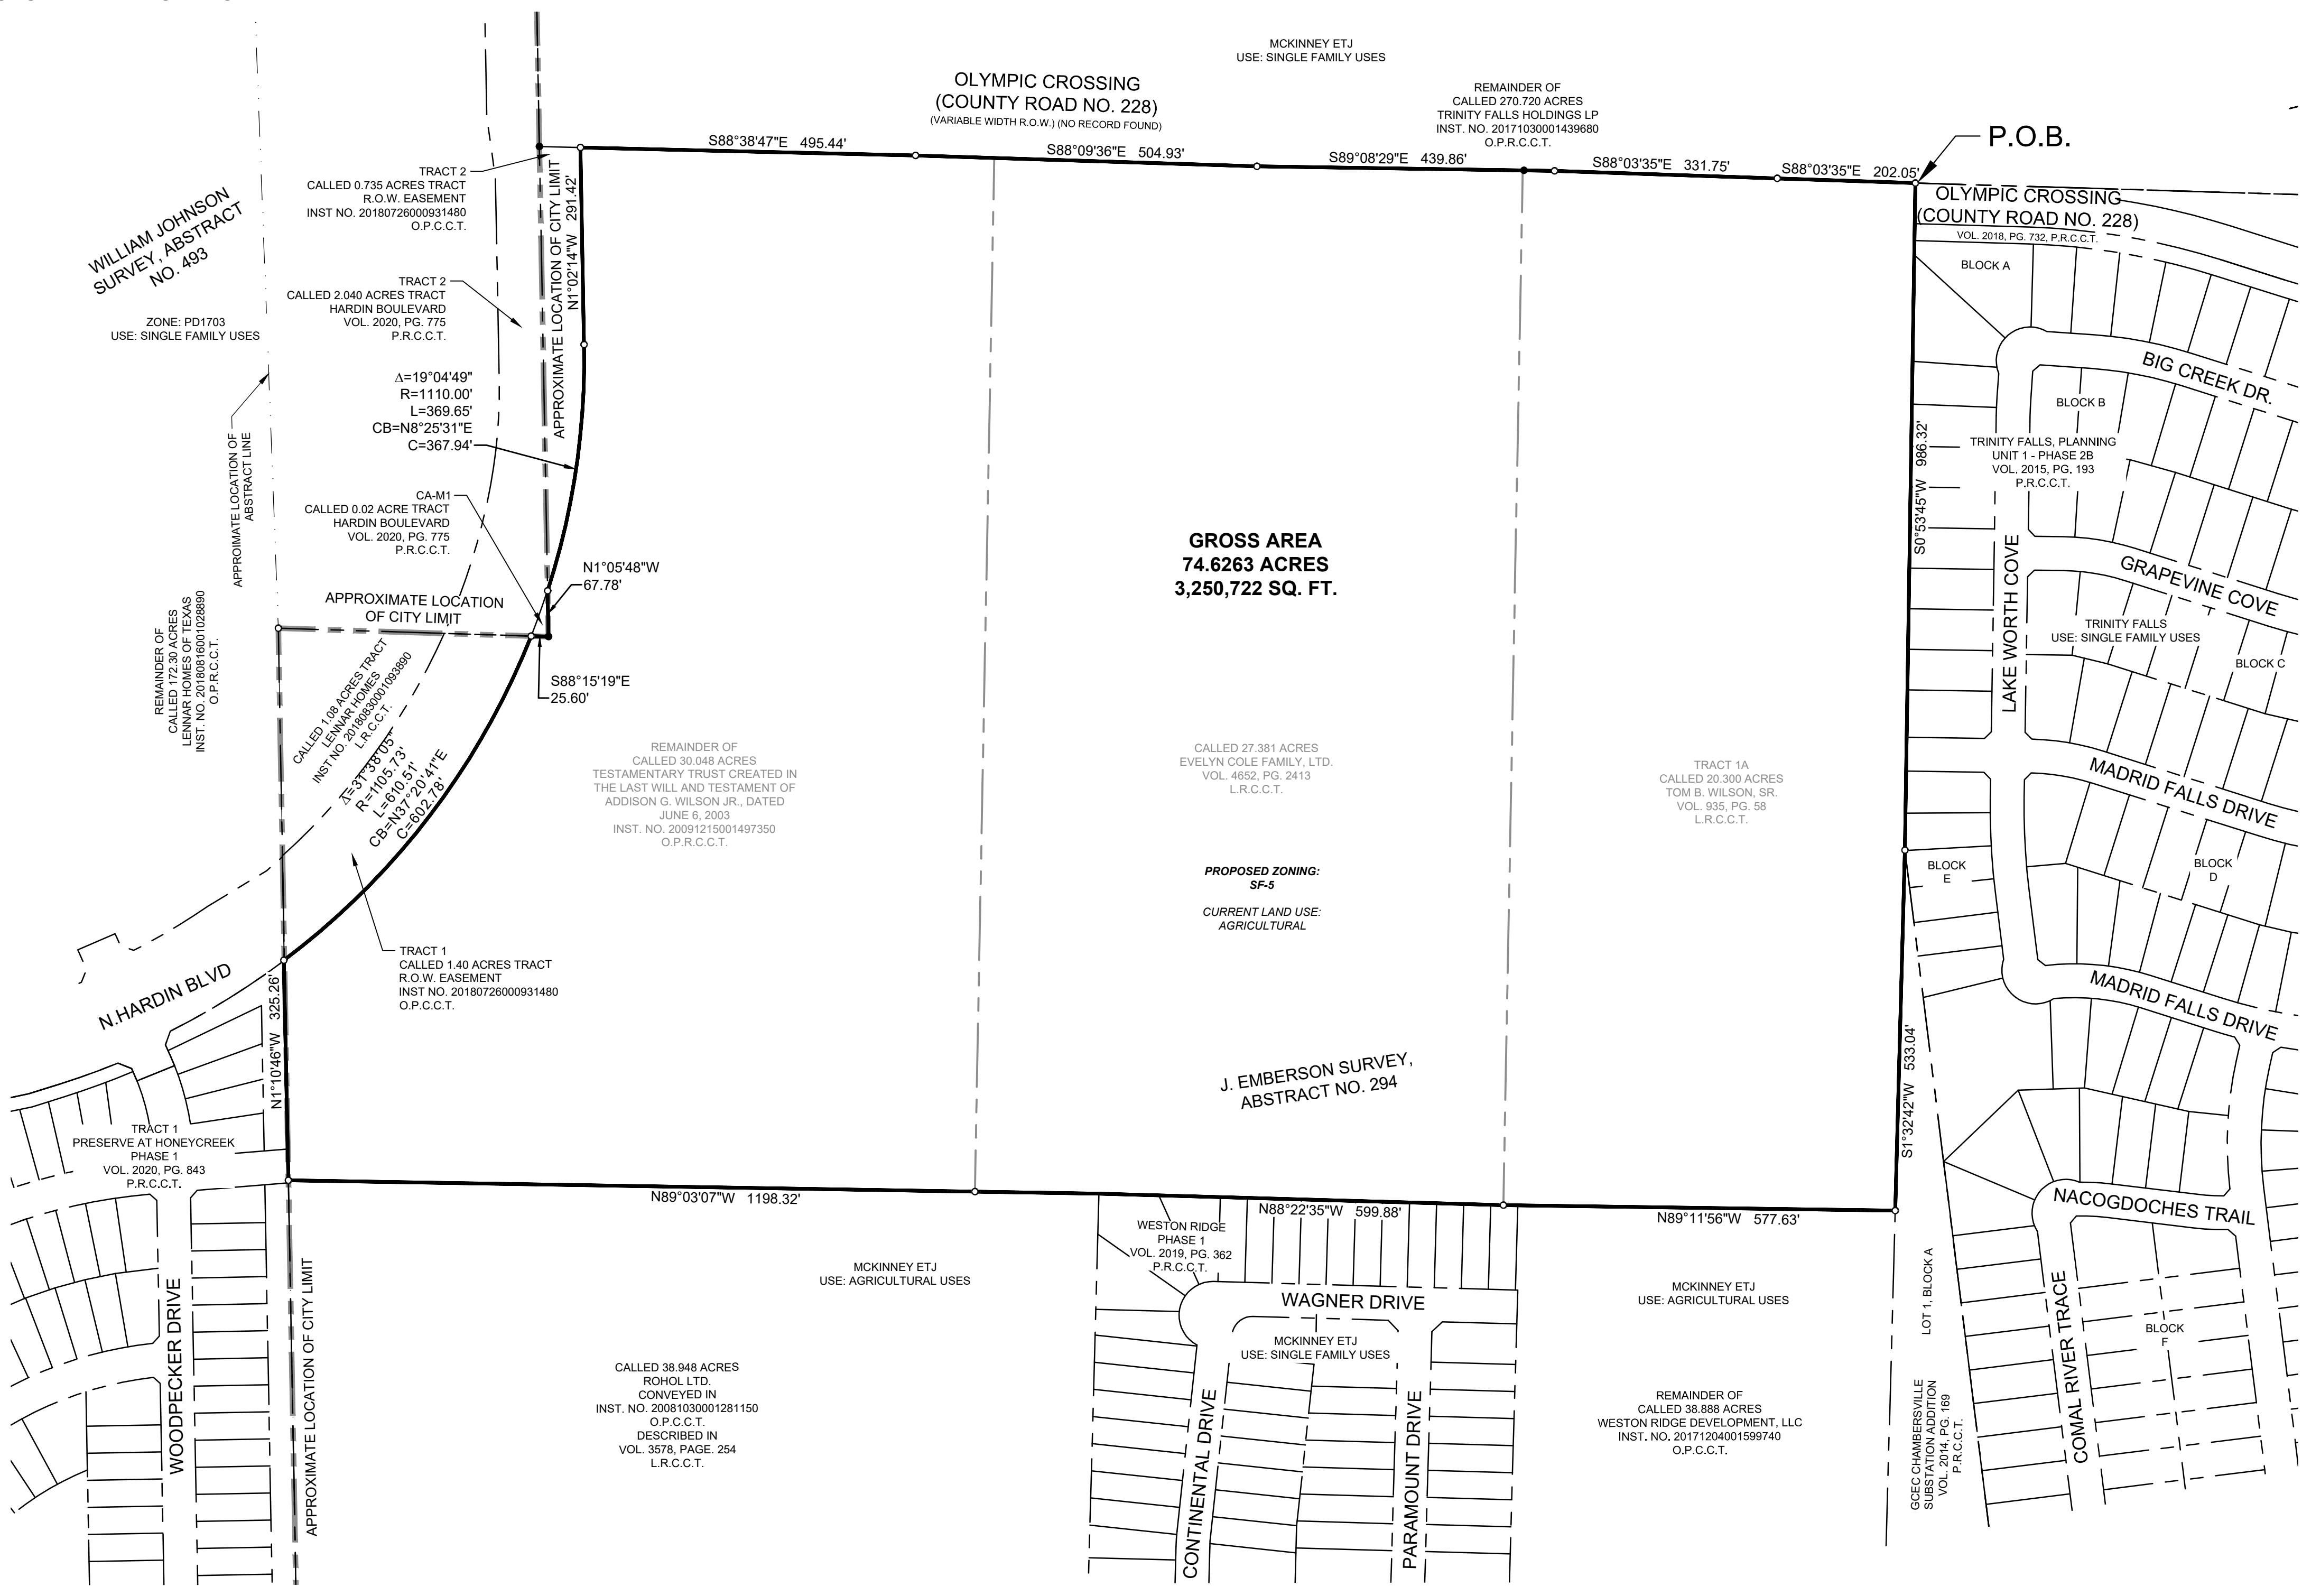 MCKINNEY ETJ
USE: SINGLE FAMILY USES
OLYMPIC CROSSING
(COUNTY ROAD NO. 228)
(VARIABLE WIDTH R.O.W.) (NO RECORD FOUND)
REMAINDER OF
CALLED 270.720 ACRES
TRINITY FALLS HOLDINGS LP
INST. NO. 20171030001439680
O.P.R.C.C.T.
P.O.B.
S88°38'47"E 495.44'
S88°09'36"E 504.93'
S89°08'29"E 439.86'
S88°03'35"E 331.75'
S88°03'35"E 202.05'
OLYMPIC CROSSING
(COUNTY ROAD NO. 228)
VOL. 2018, PG. 732, P.R.C.C.T.
TRACT 2
CALLED 0.735 ACRES TRACT
R.O.W. EASEMENT
INST NO. 20180726000931480
O.P.C.C.T.
WILLIAM JOHNSON
SURVEY, ABSTRACT
NO. 493
ZONE: PD1703
USE: SINGLE FAMILY USES
TRACT 2
CALLED 2.040 ACRES TRACT
HARDIN BOULEVARD
VOL. 2020, PG. 775
P.R.C.C.T.
APPROXIMATE LOCATION OF CITY LIMIT
N1°02'14"W 291.42'
Δ=19°04'49"
R=1110.00'
L=369.65'
CB=N8°25'31"E
C=367.94'
APPROIMATE LOCATION OF
ABSTRACT LINE
CA-M1
CALLED 0.02 ACRE TRACT
HARDIN BOULEVARD
VOL. 2020, PG. 775
P.R.C.C.T.
N1°05'48"W
67.78'
APPROXIMATE LOCATION
OF CITY LIMIT
S88°15'19"E
25.60'
REMAINDER OF
CALLED 1172.30 ACRES
LENNAR HOMES OF TEXAS
INST. NO. 20180816001028890
O.P.R.C.C.T.
CALLED 1.08 ACRES TRACT
LENNAR HOMES
INST NO. 20180830001093890
L.R.C.C.T.
Δ=31°38'05"
R=1105.73'
L=610.51'
CB=N37°20'41"E
C=602.78'
GROSS AREA
74.6263 ACRES
3,250,722 SQ. FT.
REMAINDER OF
CALLED 30.048 ACRES
TESTAMENTARY TRUST CREATED IN
THE LAST WILL AND TESTAMENT OF
ADDISON G. WILSON JR., DATED
JUNE 6, 2003
INST. NO. 20091215001497350
O.P.R.C.C.T.
CALLED 27.381 ACRES
EVELYN COLE FAMILY, LTD.
VOL. 4652, PG. 2413
L.R.C.C.T.
TRACT 1A
CALLED 20.300 ACRES
TOM B. WILSON, SR.
VOL. 935, PG. 58
L.R.C.C.T.
PROPOSED ZONING:
SF-5
CURRENT LAND USE:
AGRICULTURAL
TRACT 1
CALLED 1.40 ACRES TRACT
R.O.W. EASEMENT
INST NO. 20180726000931480
O.P.C.C.T.
N.HARDIN BLVD
N1°10'46"W 325.26'
J. EMBERSON SURVEY,
ABSTRACT NO. 294
S0°53'45"W 986.32'
S1°32'42"W 533.04'
BLOCK A
BIG CREEK DR.
BLOCK B
TRINITY FALLS, PLANNING
UNIT 1 - PHASE 2B
VOL. 2015, PG. 193
P.R.C.C.T.
GRAPEVINE COVE
LAKE WORTH COVE
TRINITY FALLS
USE: SINGLE FAMILY USES
BLOCK C
MADRID FALLS DRIVE
BLOCK
E
BLOCK
D
MADRID FALLS DRIVE
NACOGDOCHES TRAIL
TRACT 1
PRESERVE AT HONEYCREEK
PHASE 1
VOL. 2020, PG. 843
P.R.C.C.T.
WOODPECKER DRIVE
APPROXIMATE LOCATION OF CITY LIMIT
N89°03'07"W 1198.32'
N88°22'35"W 599.88'
N89°11'56"W 577.63'
MCKINNEY ETJ
USE: AGRICULTURAL USES
WESTON RIDGE
PHASE 1
VOL. 2019, PG. 362
P.R.C.C.T.
WAGNER DRIVE
MCKINNEY ETJ
USE: SINGLE FAMILY USES
CONTINENTAL DRIVE
PARAMOUNT DRIVE
MCKINNEY ETJ
USE: AGRICULTURAL USES
CALLED 38.948 ACRES
ROHOL LTD.
CONVEYED IN
INST. NO. 20081030001281150
O.P.C.C.T.
DESCRIBED IN
VOL. 3578, PAGE. 254
L.R.C.C.T.
REMAINDER OF
CALLED 38.888 ACRES
WESTON RIDGE DEVELOPMENT, LLC
INST. NO. 20171204001599740
O.P.C.C.T.
LOT 1, BLOCK A
GCEC CHAMBERSVILLE
SUBSTATION ADDITION
VOL. 2014, PG. 169
P.R.C.C.T.
COMAL RIVER TRACE
BLOCK
F